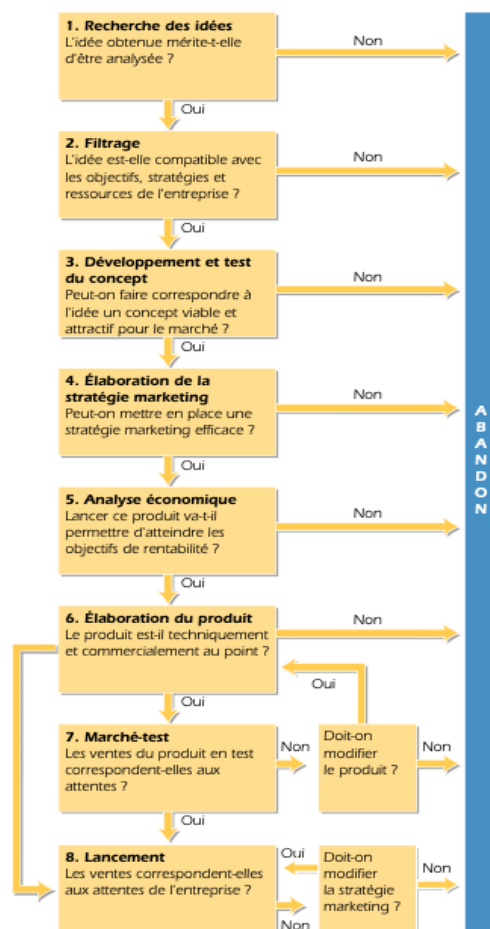 1. Recherche des idées
L'idée obtenue mérite-t-elle
d'être analysée ?
Non
Oui
2. Filtrage
L'idée est-elle compatible avec
les objectifs, stratégies et
ressources de l'entreprise ?
Non
Oui
3. Développement et test
du concept
Peut-on faire correspondre à
l'idée un concept viable et
attractif pour le marché ?
Non
Oui
4. Élaboration de la
stratégie marketing
Peut-on mettre en place une
stratégie marketing efficace ?
Non
Oui
5. Analyse économique
Lancer ce produit va-t-il
permettre d'atteindre les
objectifs de rentabilité ?
Non
Oui
6. Élaboration du produit
Le produit est-il techniquement
et commercialement au point ?
Non
Oui
Oui
7. Marché-test
Les ventes du produit en test
correspondent-elles aux
attentes ?
Non
Doit-on
modifier
le produit ?
Non
Oui
8. Lancement
Les ventes correspondent-elles
aux attentes de l'entreprise ?
Oui
Non
Doit-on
modifier
la stratégie
marketing ?
Non
ABANDON